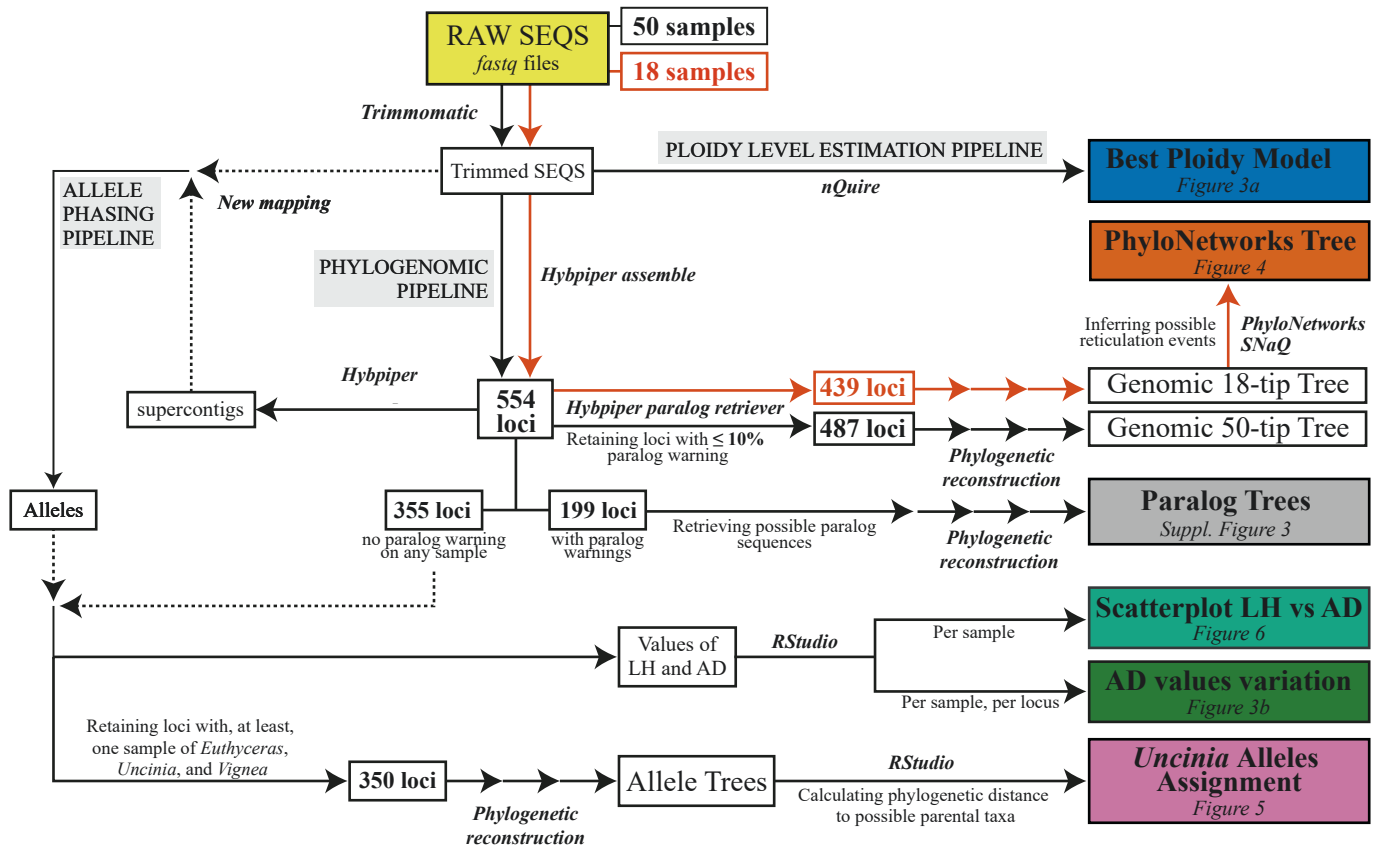 RAW SEQS
fastq files
50 samples
18 samples
Trimmomatic
Trimmed SEQS
PLOIDY LEVEL ESTIMATION PIPELINE
nQuire
Best Ploidy Model
Figure 3a
ALLELE
PHASING
PIPELINE
New mapping
PHYLOGENOMIC
PIPELINE
Hybpiper assemble
PhyloNetworks Tree
Figure 4
Inferring possible
reticulation events
PhyloNetworks
SNaQ
Hybpiper
supercontigs
554
loci
Hybpiper paralog retriever
Retaining loci with ≤ 10%
paralog warning
439 loci
487 loci
Genomic 18-tip Tree
Genomic 50-tip Tree
Phylogenetic
reconstruction
Alleles
355 loci
no paralog warning
on any sample
199 loci
with paralog
warnings
Retrieving possible paralog
sequences
Phylogenetic
reconstruction
Paralog Trees
Suppl. Figure 3
Values of
LH and AD
RStudio
Per sample
Scatterplot LH vs AD
Figure 6
Per sample, per locus
AD values variation
Figure 3b
Retaining loci with, at least,
one sample of Euthyceras,
Uncinia, and Vignea
350 loci
Phylogenetic
reconstruction
Allele Trees
RStudio
Calculating phylogenetic distance
to possible parental taxa
Uncinia Alleles
Assignment
Figure 5